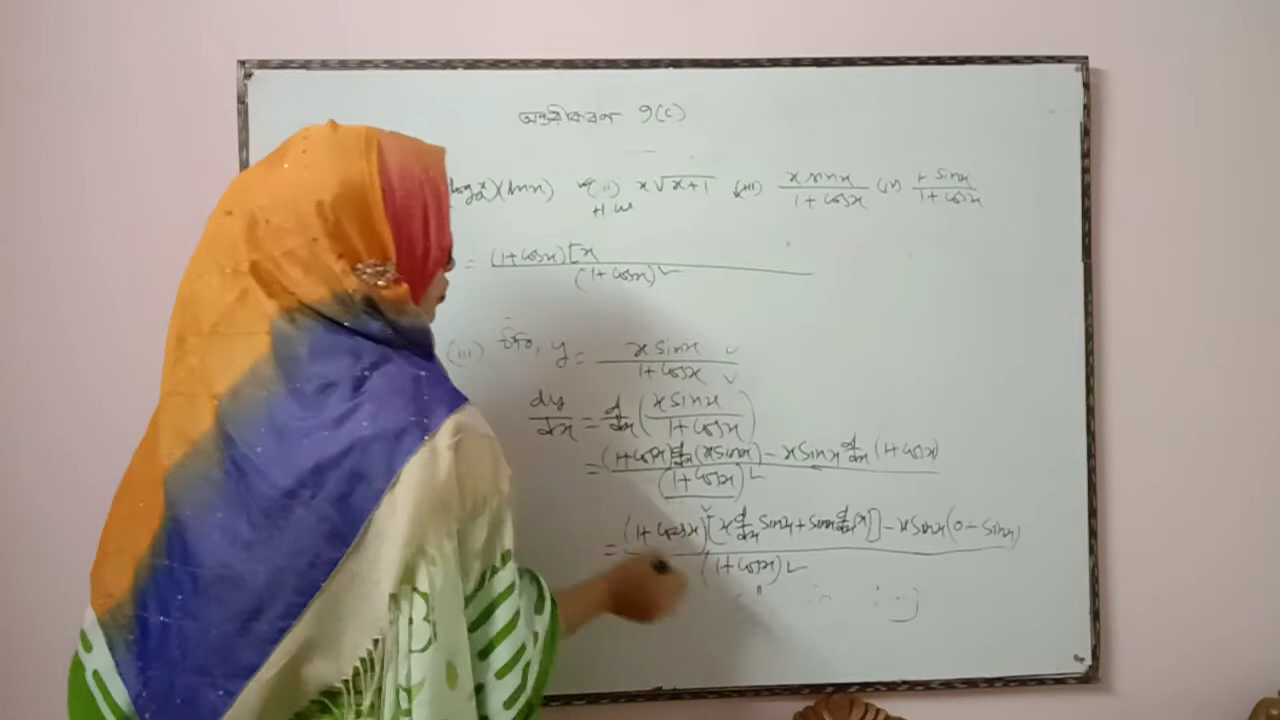 অন্তরীকরণ 9(c)
(ln x) (ii) x√(x+1) (iii) x sinx / 1+cosx (iv) 1+sinx / 1+cosx
H.W
= (1+cosx)[x / (1+cosx)²
(iii) ধরি, y = x sinx / 1+cosx
dy/dx = d/dx (x sinx / 1+cosx)
= (1+cosx) d/dx (x sinx) - x sinx d/dx (1+cosx) / (1+cosx)²
= (1+cosx)[x d/dx sinx + sinx d/dx (x)] - x sinx (0 - sinx) / (1+cosx)²